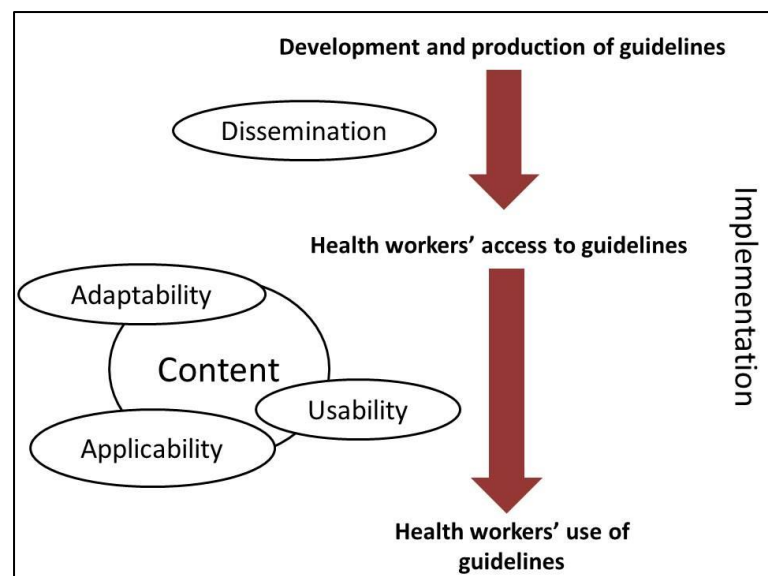 Development and production of guidelines
Dissemination
Health workers’ access to guidelines
Implementation
Adaptability
Content
Usability
Applicability
Health workers’ use of
guidelines